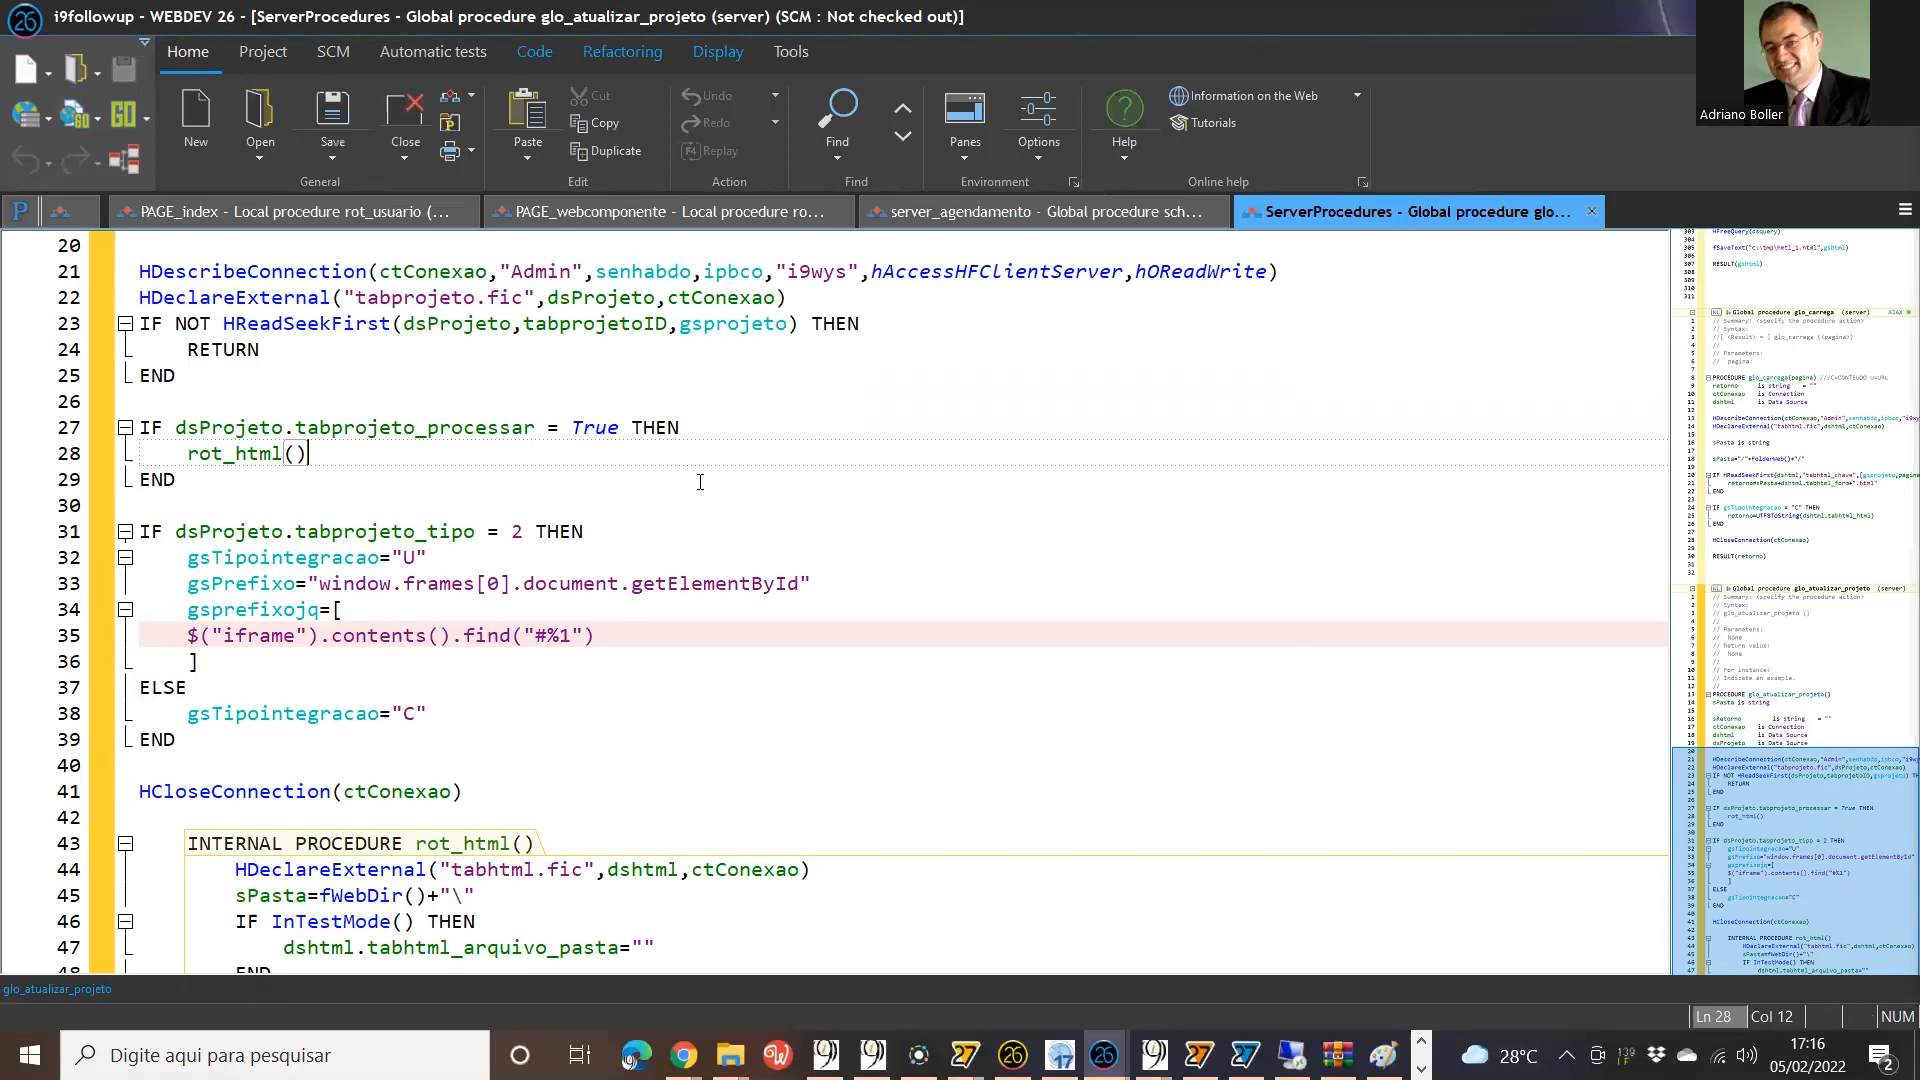 i9followup - WEBDEV 26 - [ServerProcedures - Global procedure glo_atualizar_projeto (server) (SCM : Not checked out)]
Home Project SCM Automatic tests Code Refactoring Display Tools
Adriano Boller
New Open Save Close Paste Cut Copy Duplicate Undo Redo Replay Find Panes Options Help Information on the Web Tutorials
General Edit Action Find Environment Online help
PAGE_index - Local procedure rot_usuario (... PAGE_webcomponente - Local procedure ro... server_agendamento - Global procedure sch... ServerProcedures - Global procedure glo...
20
21 HDescribeConnection(ctConexao,"Admin",senhabdo,ipbco,"i9wys",hAccessHFClientServer,hOReadWrite)
22 HDeclareExternal("tabprojeto.fic",dsProjeto,ctConexao)
23 IF NOT HReadSeekFirst(dsProjeto,tabprojetoID,gsprojeto) THEN
24 RETURN
25 END
26
27 IF dsProjeto.tabprojeto_processar = True THEN
28 rot_html()
29 END
30
31 IF dsProjeto.tabprojeto_tipo = 2 THEN
32 gsTipointegracao="U"
33 gsPrefixo="window.frames[0].document.getElementById"
34 gsprefixojq=[
35 $("iframe").contents().find("#%1")
36 ]
37 ELSE
38 gsTipointegracao="C"
39 END
40
41 HCloseConnection(ctConexao)
42
43 INTERNAL PROCEDURE rot_html()
44 HDeclareExternal("tabhtml.fic",dshtml,ctConexao)
45 sPasta=fWebDir()+"\"
46 IF InTestMode() THEN
47 dshtml.tabhtml_arquivo_pasta=""
48 END
glo_atualizar_projeto
Ln 28 Col 12 NUM
Digite aqui para pesquisar
28°C
17:16
05/02/2022
2